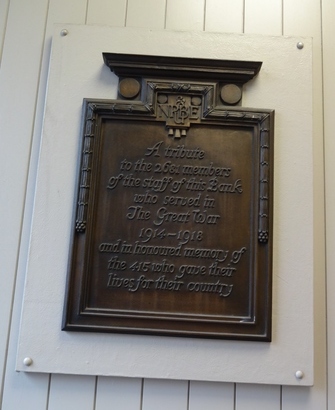 NPBE
A tribute
to the 2681 members
of the staff of this Bank
who served in
The Great War
1914-1918
and in honoured memory of
the 415 who gave their
lives for their country